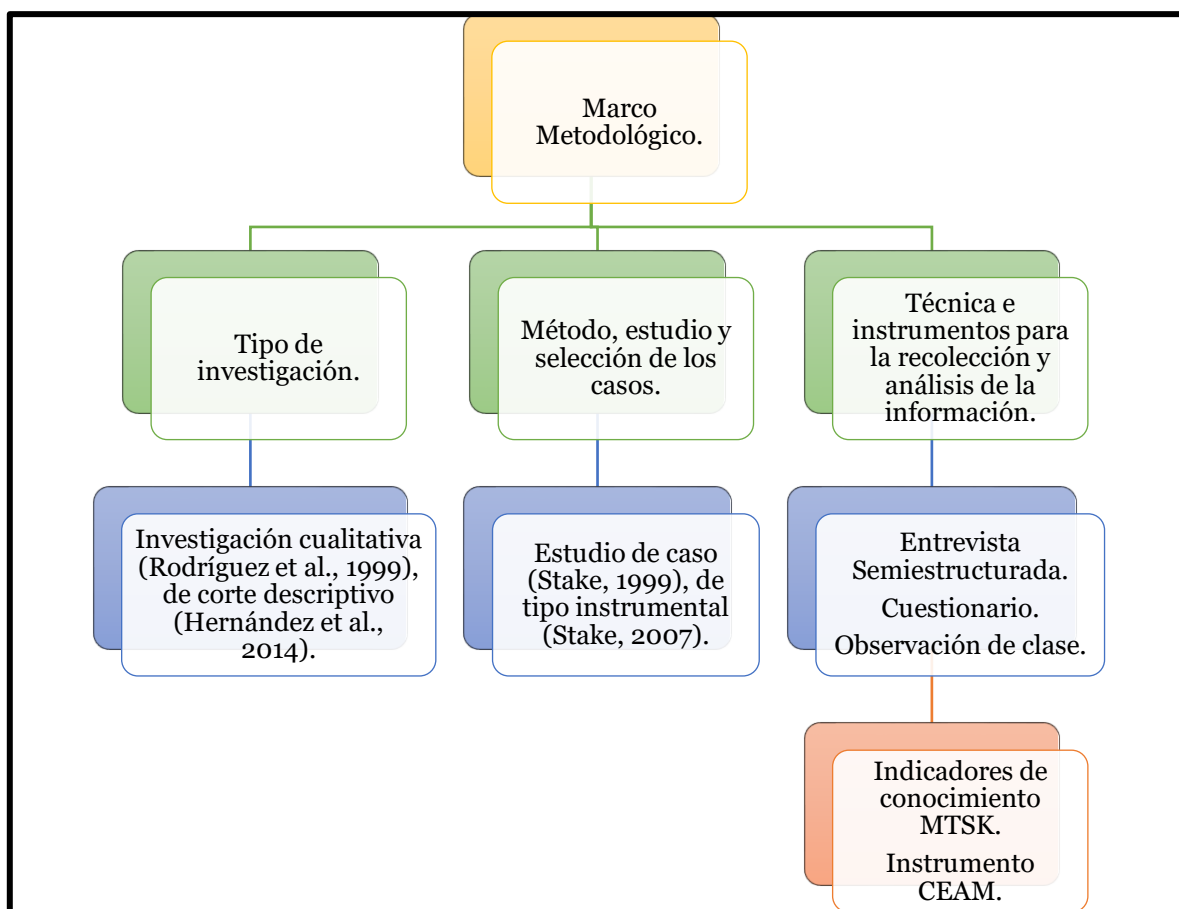 Marco
Metodológico.
Tipo de
investigación.
Método, estudio y
selección de los
casos.
Técnica e
instrumentos para
la recolección y
análisis de la
información.
Investigación cualitativa
(Rodríguez et al., 1999),
de corte descriptivo
(Hernández et al.,
2014).
Estudio de caso
(Stake, 1999), de
tipo instrumental
(Stake, 2007).
Entrevista
Semiestructurada.
Cuestionario.
Observación de clase.
Indicadores de
conocimiento
MTSK.
Instrumento
CEAM.